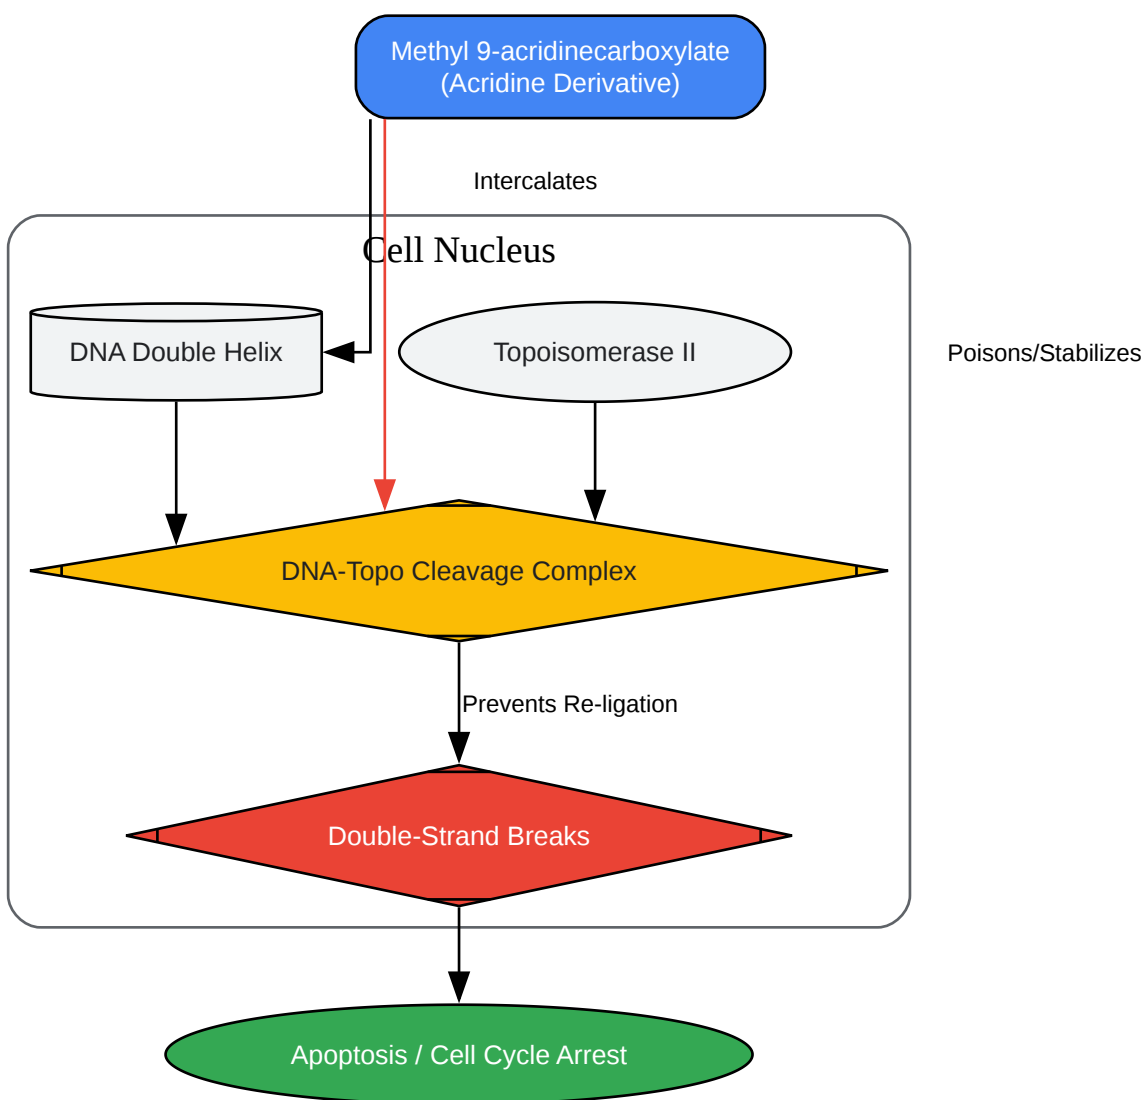 Methyl 9-acridinecarboxylate
(Acridine Derivative)
Intercalates
Cell Nucleus
DNA Double Helix
Topoisomerase II
Poisons/Stabilizes
DNA-Topo Cleavage Complex
Prevents Re-ligation
Double-Strand Breaks
Apoptosis / Cell Cycle Arrest